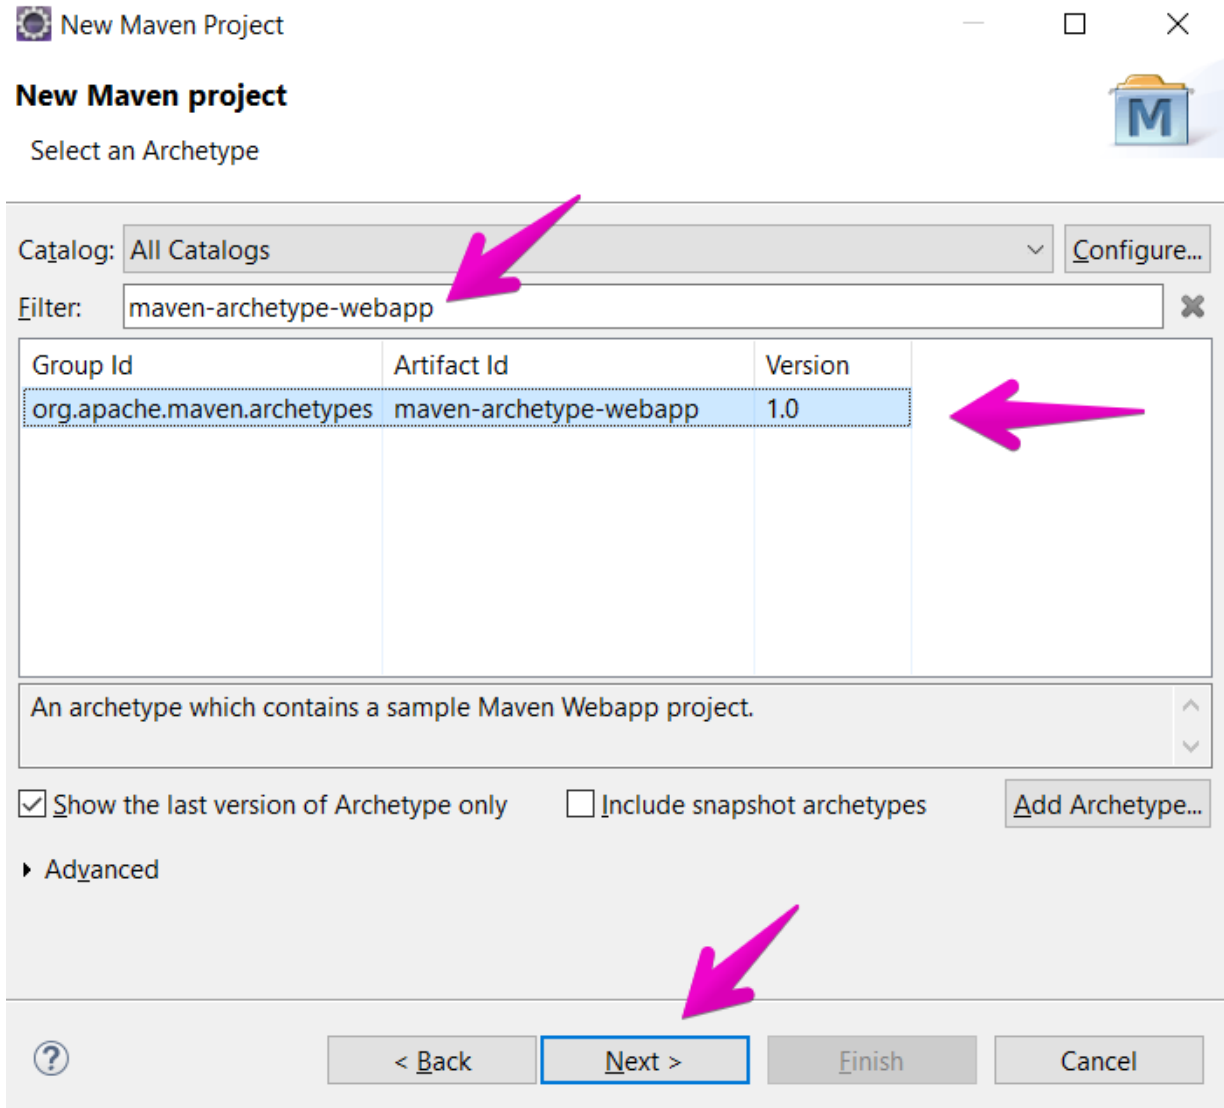 New Maven Project
New Maven project
Select an Archetype
M
Catalog: All Catalogs Configure...
Filter: maven-archetype-webapp
Group Id Artifact Id Version
org.apache.maven.archetypes maven-archetype-webapp 1.0
An archetype which contains a sample Maven Webapp project.
Show the last version of Archetype only Include snapshot archetypes Add Archetype...
Advanced
? < Back Next > Finish Cancel